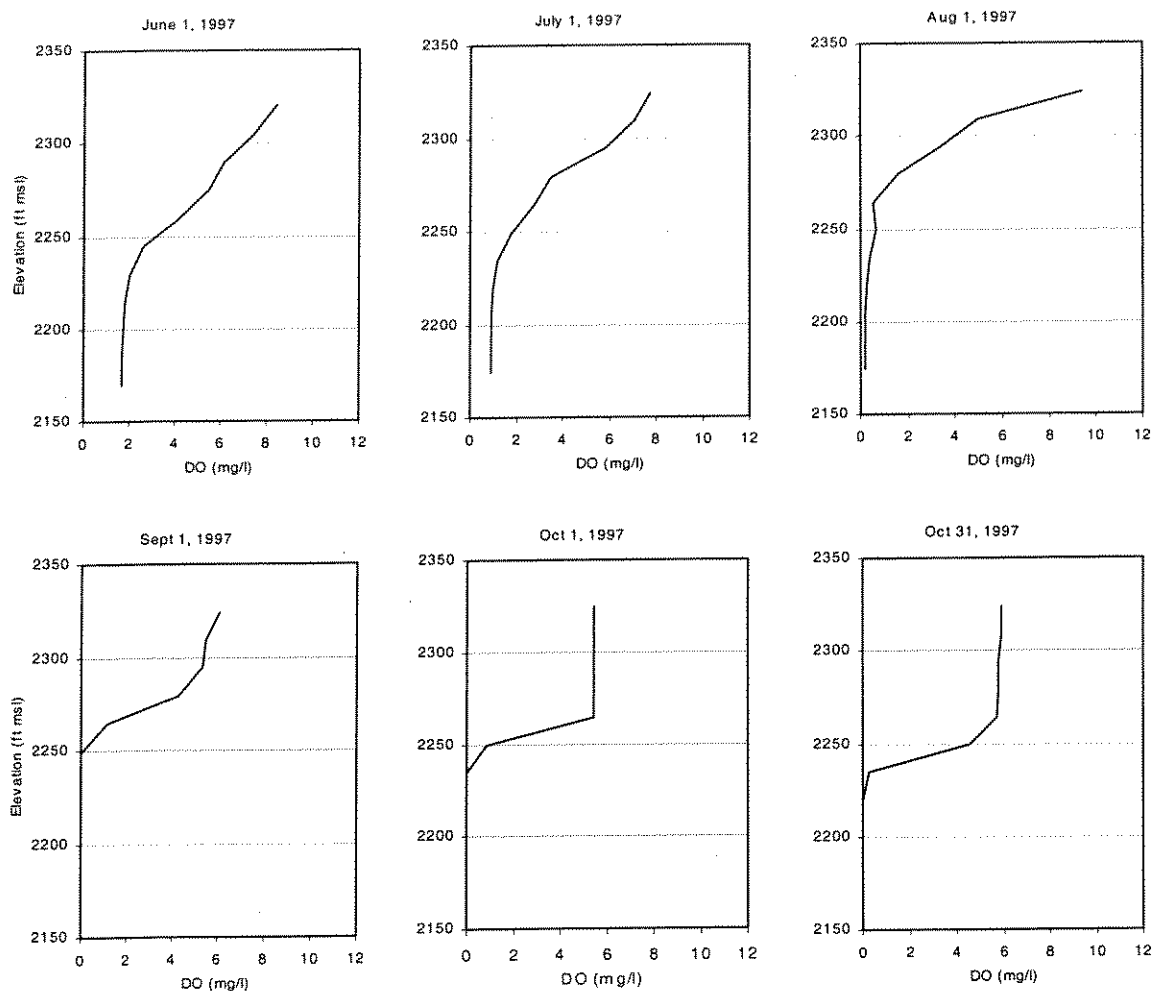 June 1, 1997
July 1, 1997
Aug 1, 1997
2350
2300
2250
2200
2150
Elevation (ft msl)
0 2 4 6 8 10 12
DO (mg/l)
2350
2300
2250
2200
2150
0 2 4 6 8 10 12
DO (mg/l)
2350
2300
2250
2200
2150
0 2 4 6 8 10 12
DO (mg/l)
Sept 1, 1997
Oct 1, 1997
Oct 31, 1997
2350
2300
2250
2200
2150
Elevation (ft msl)
0 2 4 6 8 10 12
DO (mg/l)
2350
2300
2250
2200
2150
0 2 4 6 8 10 12
DO (mg/l)
2350
2300
2250
2200
2150
0 2 4 6 8 10 12
DO (mg/l)